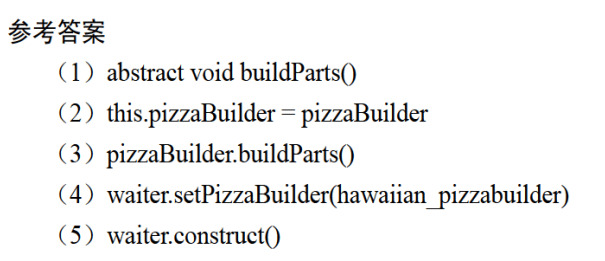 参考答案
（1）abstract void buildParts()
（2）this.pizzaBuilder = pizzaBuilder
（3）pizzaBuilder.buildParts()
（4）waiter.setPizzaBuilder(hawaiian_pizzabuilder)
（5）waiter.construct()